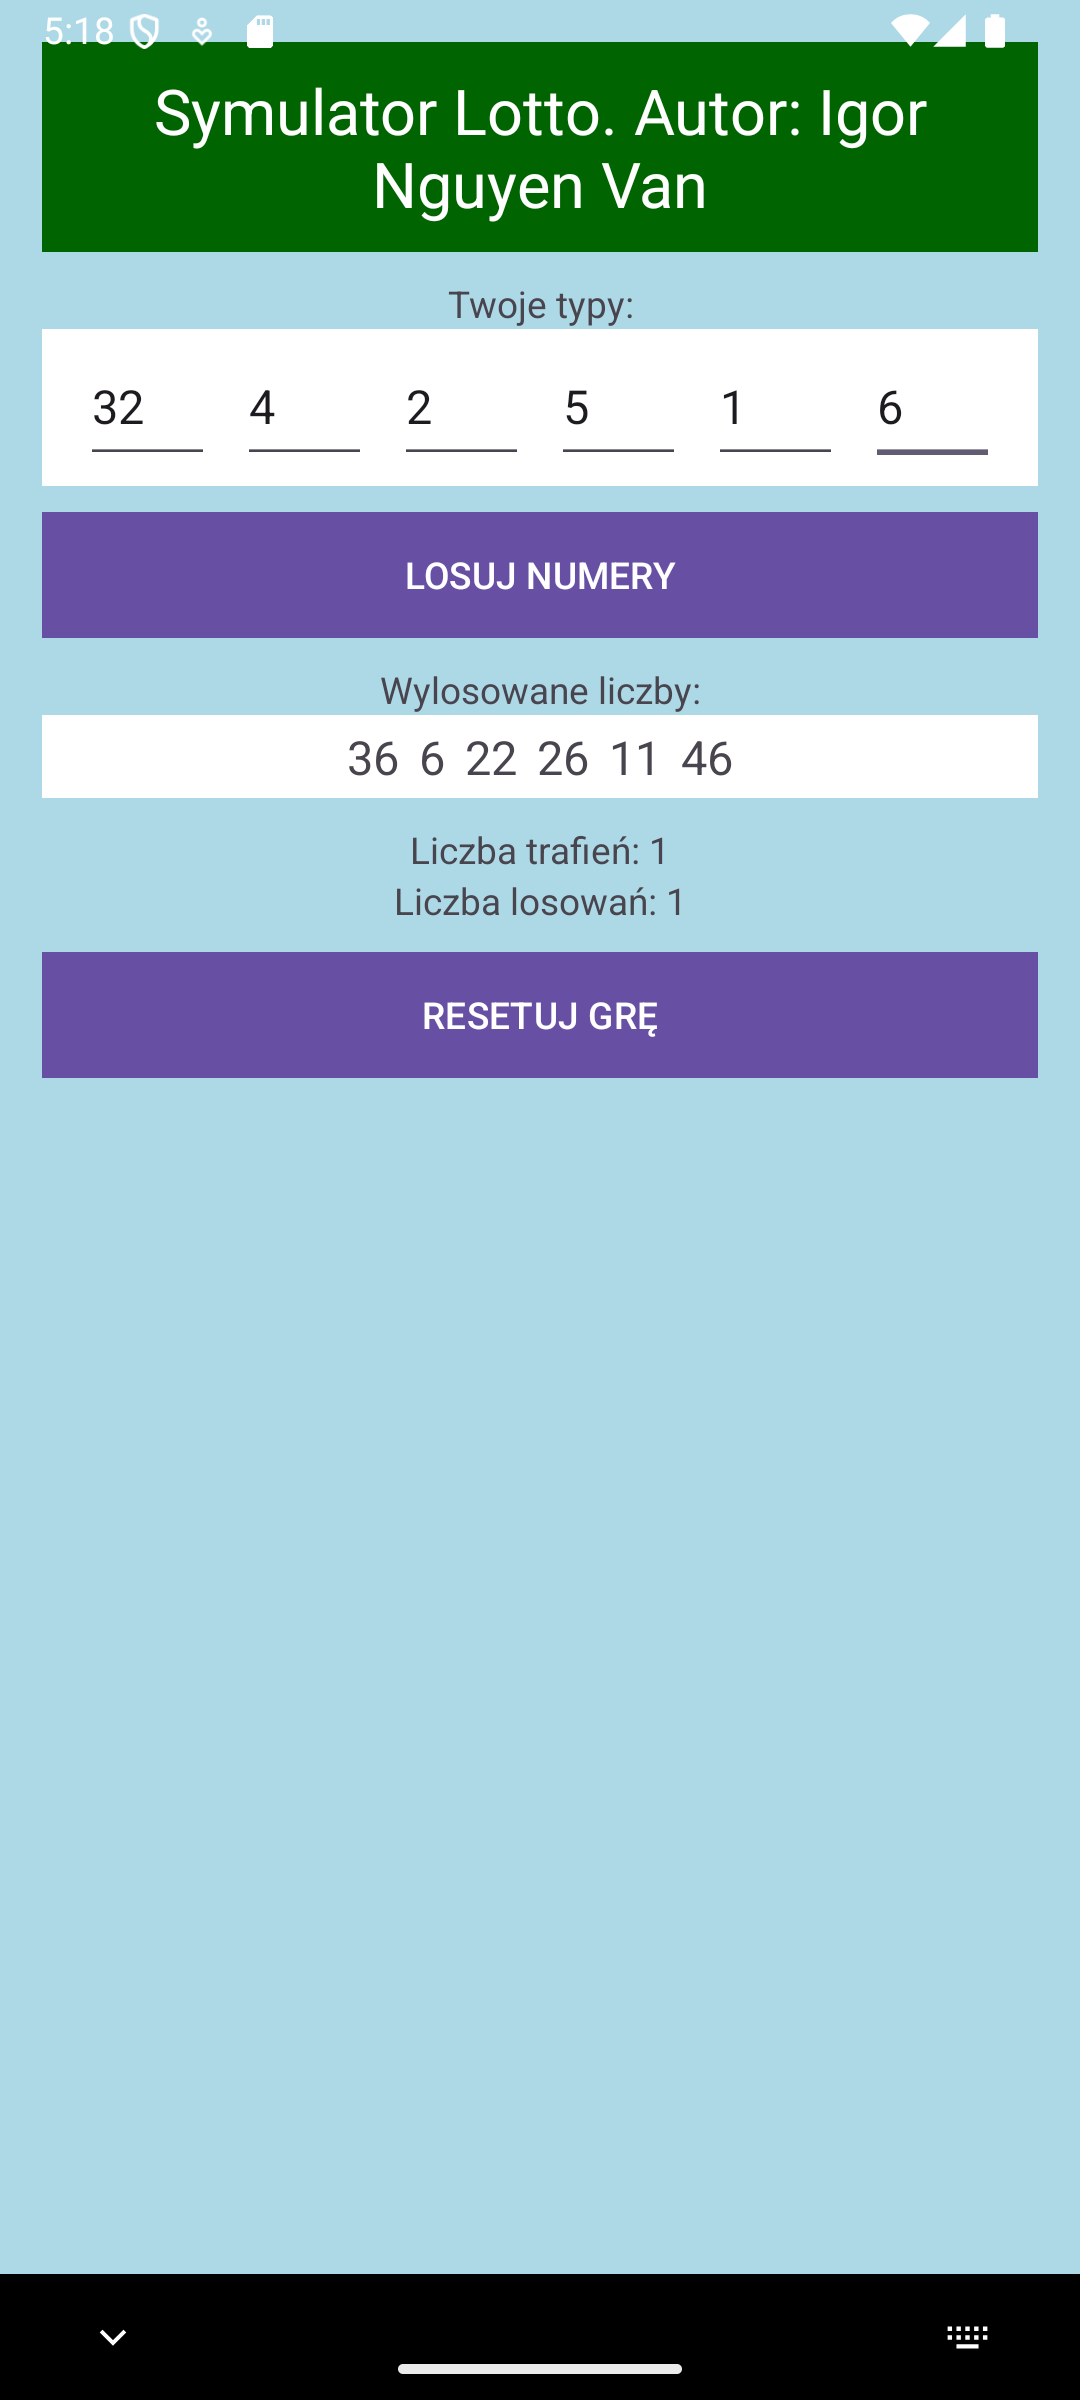 5:18
Symulator Lotto. Autor: Igor
Nguyen Van
Twoje typy:
32 4 2 5 1 6
LOSUJ NUMERY
Wylosowane liczby:
36 6 22 26 11 46
Liczba trafień: 1
Liczba losowań: 1
RESETUJ GRĘ